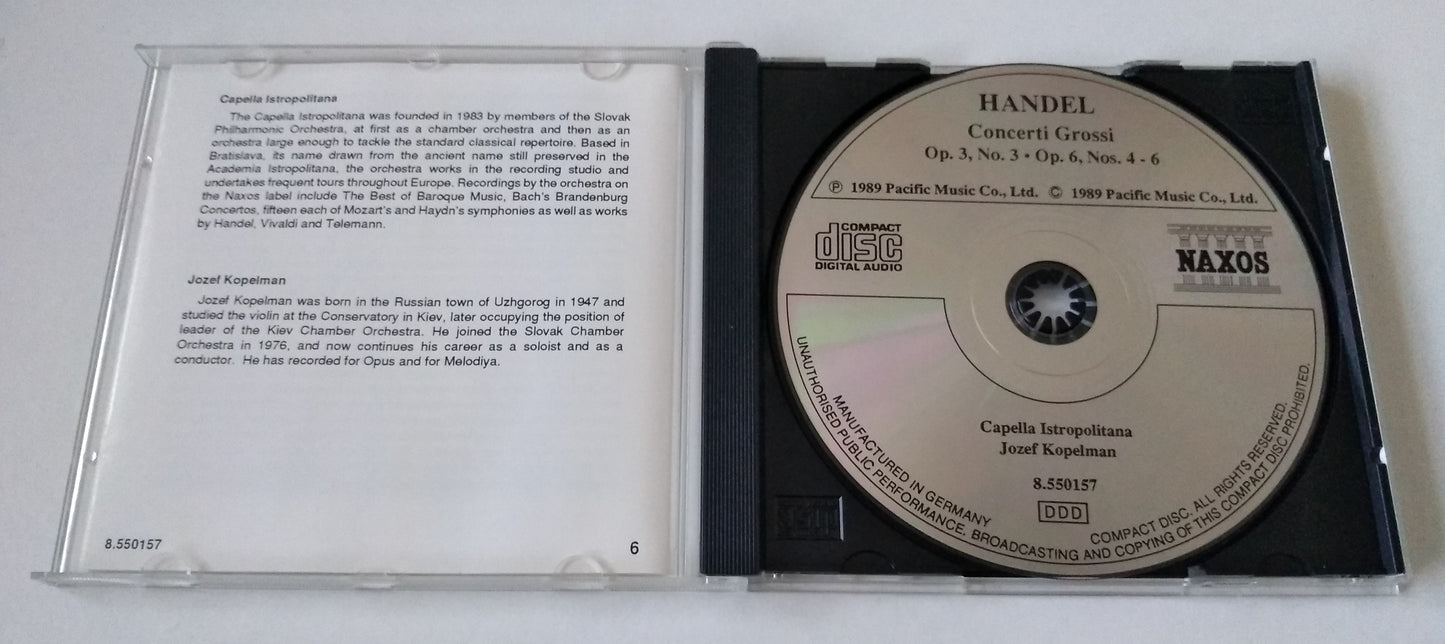 Capella Istropolitana
The Capella Istropolitana was founded in 1983 by members of the Slovak
Philharmonic Orchestra, at first as a chamber orchestra and then as an
orchestra large enough to tackle the standard classical repertoire. Based in
Bratislava, its name drawn from the ancient name still preserved in the
Academia Istropolitana, the orchestra works in the recording studio and
undertakes frequent tours throughout Europe. Recordings by the orchestra on
the Naxos label include The Best of Baroque Music, Bach's Brandenburg
Concertos, fifteen each of Mozart's and Haydn's symphonies as well as works
by Handel, Vivaldi and Telemann.
Jozef Kopelman
Jozef Kopelman was born in the Russian town of Uzhgorog in 1947 and
studied the violin at the Conservatory in Kiev, later occupying the position of
leader of the Kiev Chamber Orchestra. He joined the Slovak Chamber
Orchestra in 1976, and now continues his career as a soloist and as a
conductor. He has recorded for Opus and for Melodiya.
8.550157
6
HANDEL
Concerti Grossi
Op. 3, No. 3 • Op. 6, Nos. 4 - 6
℗ 1989 Pacific Music Co., Ltd. © 1989 Pacific Music Co., Ltd.
COMPACT
disc
DIGITAL AUDIO
NAXOS
Capella Istropolitana
Jozef Kopelman
8.550157
DDD
MANUFACTURED IN GERMANY
COMPACT DISC. ALL RIGHTS RESERVED.
UNAUTHORISED PUBLIC PERFORMANCE. BROADCASTING AND COPYING OF THIS COMPACT DISC PROHIBITED.